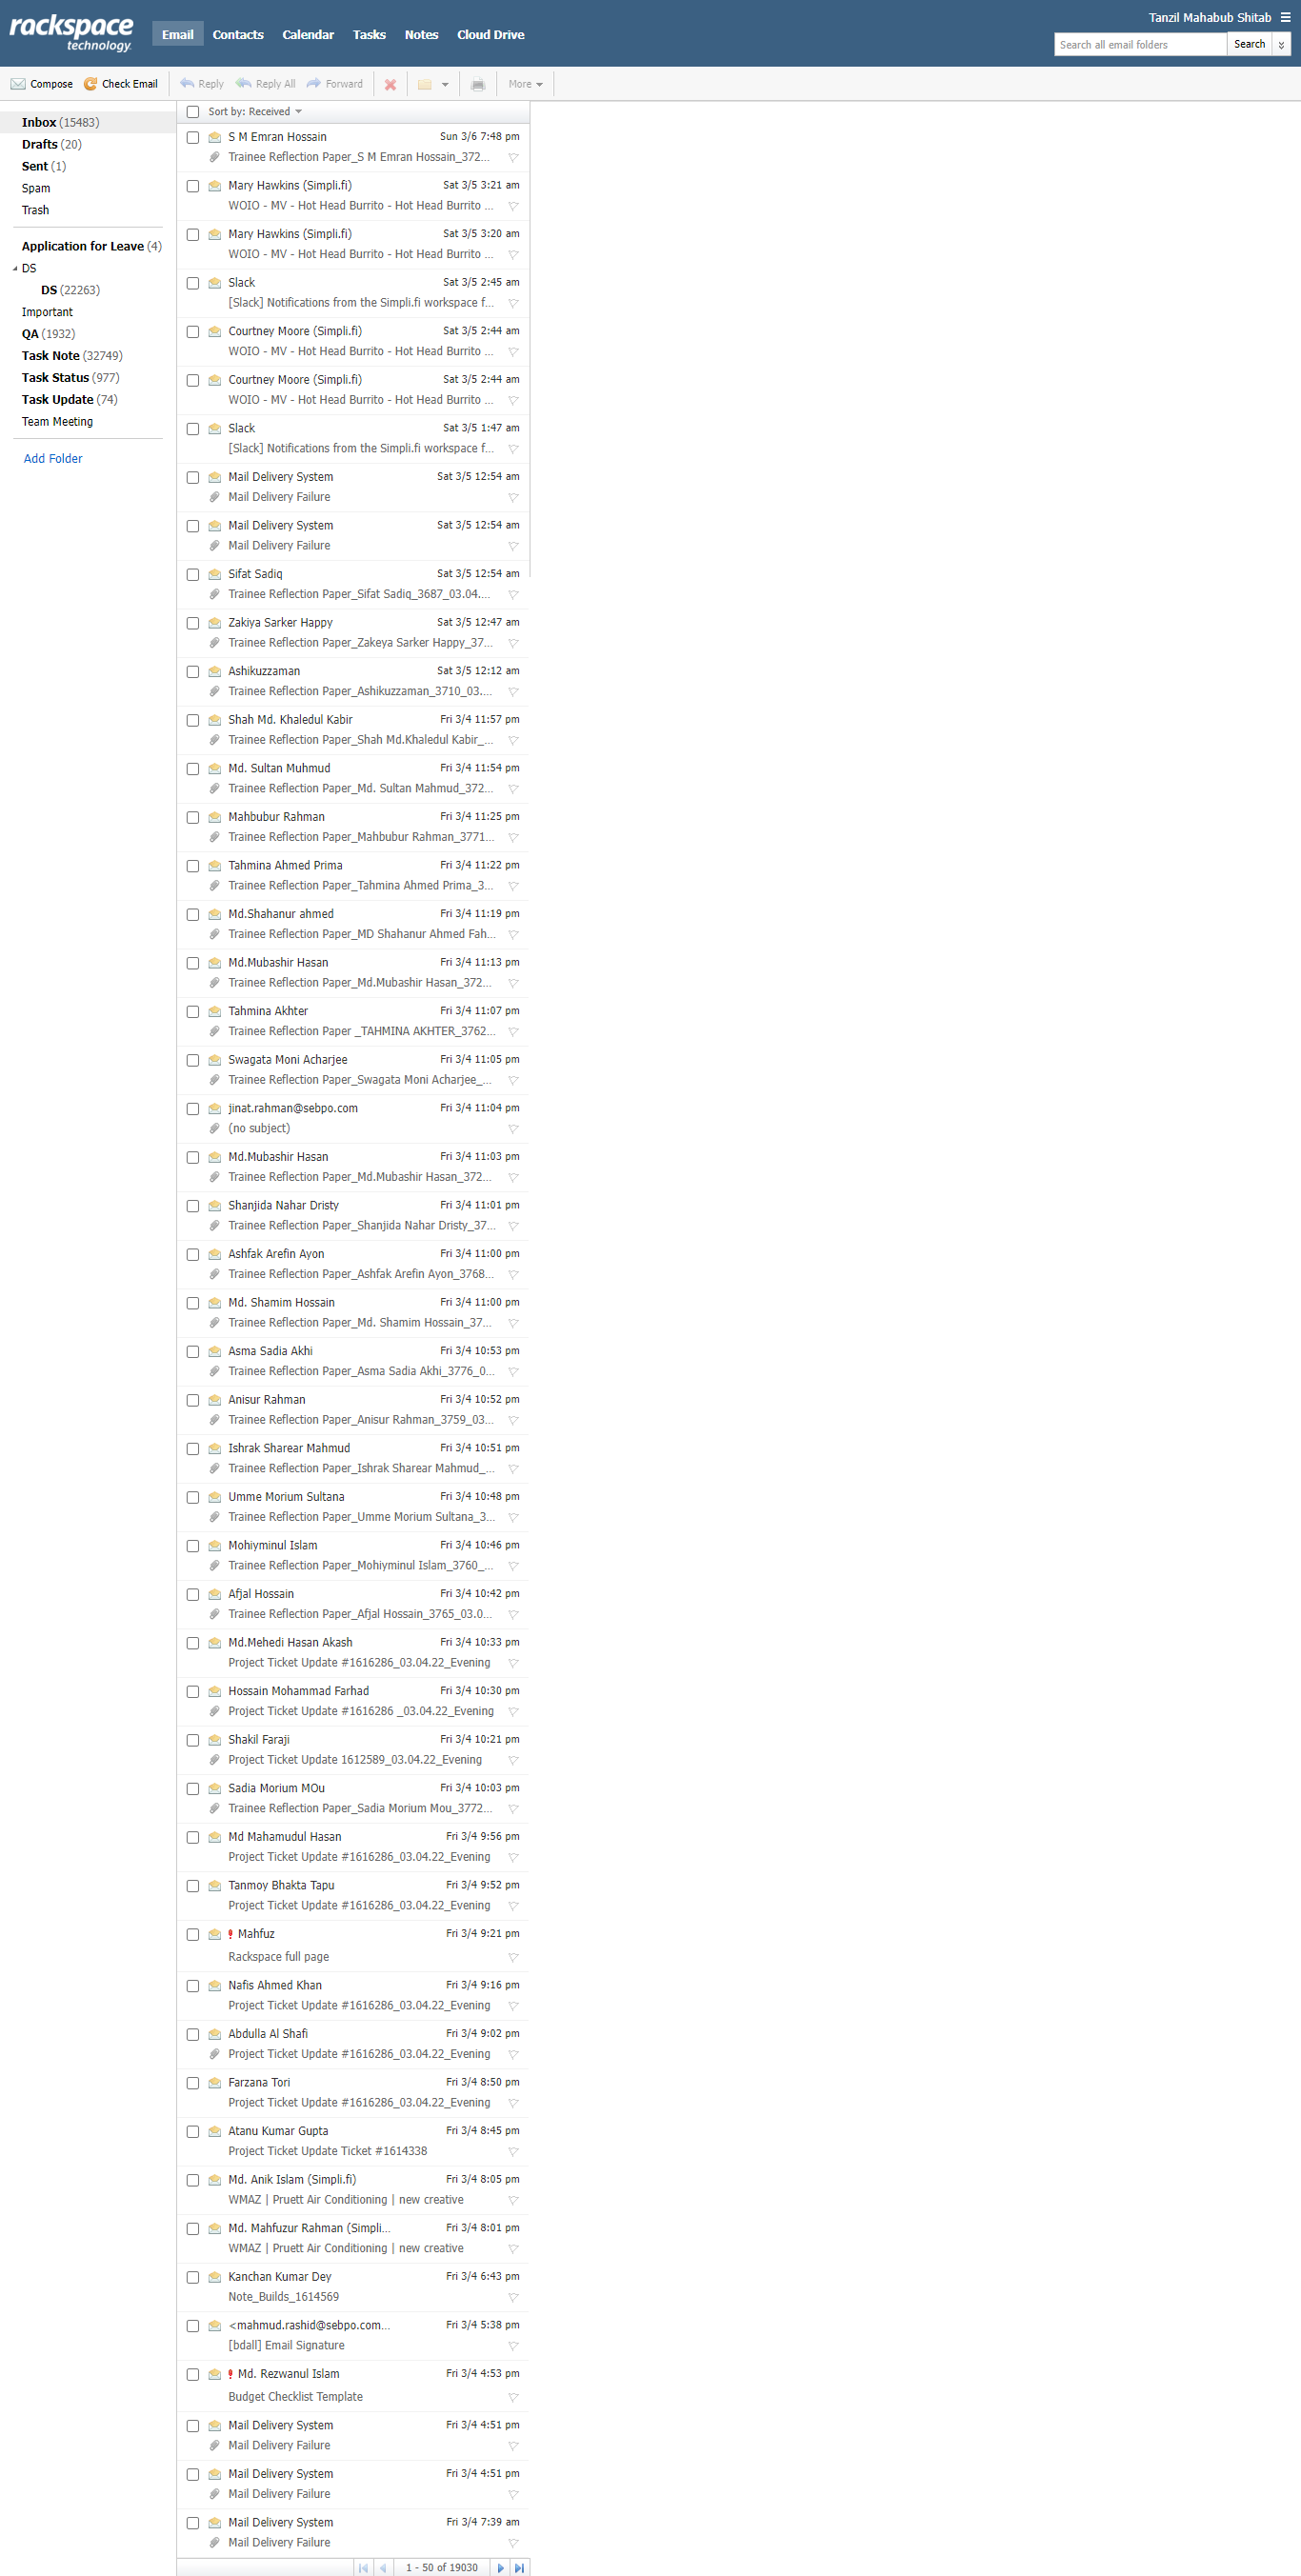 rackspace
technology.
Email Contacts Calendar Tasks Notes Cloud Drive
Tanzil Mahabub Shitab
Search all email folders Search
Compose Check Email Reply Reply All Forward More
Inbox (15483)
Drafts (20)
Sent (1)
Spam
Trash
Application for Leave (4)
DS
DS (22263)
Important
QA (1932)
Task Note (32749)
Task Status (977)
Task Update (74)
Team Meeting
Add Folder
Sort by: Received
S M Emran Hossain Sun 3/6 7:48 pm
Trainee Reflection Paper_S M Emran Hossain_372...
Mary Hawkins (Simpli.fi) Sat 3/5 3:21 am
WOIO - MV - Hot Head Burrito - Hot Head Burrito ...
Mary Hawkins (Simpli.fi) Sat 3/5 3:20 am
WOIO - MV - Hot Head Burrito - Hot Head Burrito ...
Slack Sat 3/5 2:45 am
[Slack] Notifications from the Simpli.fi workspace f...
Courtney Moore (Simpli.fi) Sat 3/5 2:44 am
WOIO - MV - Hot Head Burrito - Hot Head Burrito ...
Courtney Moore (Simpli.fi) Sat 3/5 2:44 am
WOIO - MV - Hot Head Burrito - Hot Head Burrito ...
Slack Sat 3/5 1:47 am
[Slack] Notifications from the Simpli.fi workspace f...
Mail Delivery System Sat 3/5 12:54 am
Mail Delivery Failure
Mail Delivery System Sat 3/5 12:54 am
Mail Delivery Failure
Sifat Sadiq Sat 3/5 12:54 am
Trainee Reflection Paper_Sifat Sadiq_3687_03.04....
Zakiya Sarker Happy Sat 3/5 12:47 am
Trainee Reflection Paper_Zakeya Sarker Happy_37...
Ashikuzzaman Sat 3/5 12:12 am
Trainee Reflection Paper_Ashikuzzaman_3710_03....
Shah Md. Khaledul Kabir Fri 3/4 11:57 pm
Trainee Reflection Paper_Shah Md.Khaledul Kabir_...
Md. Sultan Muhmud Fri 3/4 11:54 pm
Trainee Reflection Paper_Md. Sultan Mahmud_372...
Mahbubur Rahman Fri 3/4 11:25 pm
Trainee Reflection Paper_Mahbubur Rahman_3771...
Tahmina Ahmed Prima Fri 3/4 11:22 pm
Trainee Reflection Paper_Tahmina Ahmed Prima_3...
Md.Shahanur ahmed Fri 3/4 11:19 pm
Trainee Reflection Paper_MD Shahanur Ahmed Fah...
Md.Mubashir Hasan Fri 3/4 11:13 pm
Trainee Reflection Paper_Md.Mubashir Hasan_372...
Tahmina Akhter Fri 3/4 11:07 pm
Trainee Reflection Paper _TAHMINA AKHTER_3762...
Swagata Moni Acharjee Fri 3/4 11:05 pm
Trainee Reflection Paper_Swagata Moni Acharjee_...
jinat.rahman@sebpo.com Fri 3/4 11:04 pm
(no subject)
Md.Mubashir Hasan Fri 3/4 11:03 pm
Trainee Reflection Paper_Md.Mubashir Hasan_372...
Shanjida Nahar Dristy Fri 3/4 11:01 pm
Trainee Reflection Paper_Shanjida Nahar Dristy_37...
Ashfak Arefin Ayon Fri 3/4 11:00 pm
Trainee Reflection Paper_Ashfak Arefin Ayon_3768...
Md. Shamim Hossain Fri 3/4 11:00 pm
Trainee Reflection Paper_Md. Shamim Hossain_37...
Asma Sadia Akhi Fri 3/4 10:53 pm
Trainee Reflection Paper_Asma Sadia Akhi_3776_0...
Anisur Rahman Fri 3/4 10:52 pm
Trainee Reflection Paper_Anisur Rahman_3759_03...
Ishrak Sharear Mahmud Fri 3/4 10:51 pm
Trainee Reflection Paper_Ishrak Sharear Mahmud_...
Umme Morium Sultana Fri 3/4 10:48 pm
Trainee Reflection Paper_Umme Morium Sultana_3...
Mohiyminul Islam Fri 3/4 10:46 pm
Trainee Reflection Paper_Mohiyminul Islam_3760_...
Afjal Hossain Fri 3/4 10:42 pm
Trainee Reflection Paper_Afjal Hossain_3765_03.0...
Md.Mehedi Hasan Akash Fri 3/4 10:33 pm
Project Ticket Update #1616286_03.04.22_Evening
Hossain Mohammad Farhad Fri 3/4 10:30 pm
Project Ticket Update #1616286 _03.04.22_Evening
Shakil Faraji Fri 3/4 10:21 pm
Project Ticket Update 1612589_03.04.22_Evening
Sadia Morium MOu Fri 3/4 10:03 pm
Trainee Reflection Paper_Sadia Morium Mou_3772...
Md Mahamudul Hasan Fri 3/4 9:56 pm
Project Ticket Update #1616286_03.04.22_Evening
Tanmoy Bhakta Tapu Fri 3/4 9:52 pm
Project Ticket Update #1616286_03.04.22_Evening
Mahfuz Fri 3/4 9:21 pm
Rackspace full page
Nafis Ahmed Khan Fri 3/4 9:16 pm
Project Ticket Update #1616286_03.04.22_Evening
Abdulla Al Shafi Fri 3/4 9:02 pm
Project Ticket Update #1616286_03.04.22_Evening
Farzana Tori Fri 3/4 8:50 pm
Project Ticket Update #1616286_03.04.22_Evening
Atanu Kumar Gupta Fri 3/4 8:45 pm
Project Ticket Update Ticket #1614338
Md. Anik Islam (Simpli.fi) Fri 3/4 8:05 pm
WMAZ | Pruett Air Conditioning | new creative
Md. Mahfuzur Rahman (Simpli... Fri 3/4 8:01 pm
WMAZ | Pruett Air Conditioning | new creative
Kanchan Kumar Dey Fri 3/4 6:43 pm
Note_Builds_1614569
<mahmud.rashid@sebpo.com... Fri 3/4 5:38 pm
[bdall] Email Signature
Md. Rezwanul Islam Fri 3/4 4:53 pm
Budget Checklist Template
Mail Delivery System Fri 3/4 4:51 pm
Mail Delivery Failure
Mail Delivery System Fri 3/4 4:51 pm
Mail Delivery Failure
Mail Delivery System Fri 3/4 7:39 am
Mail Delivery Failure
1 - 50 of 19030